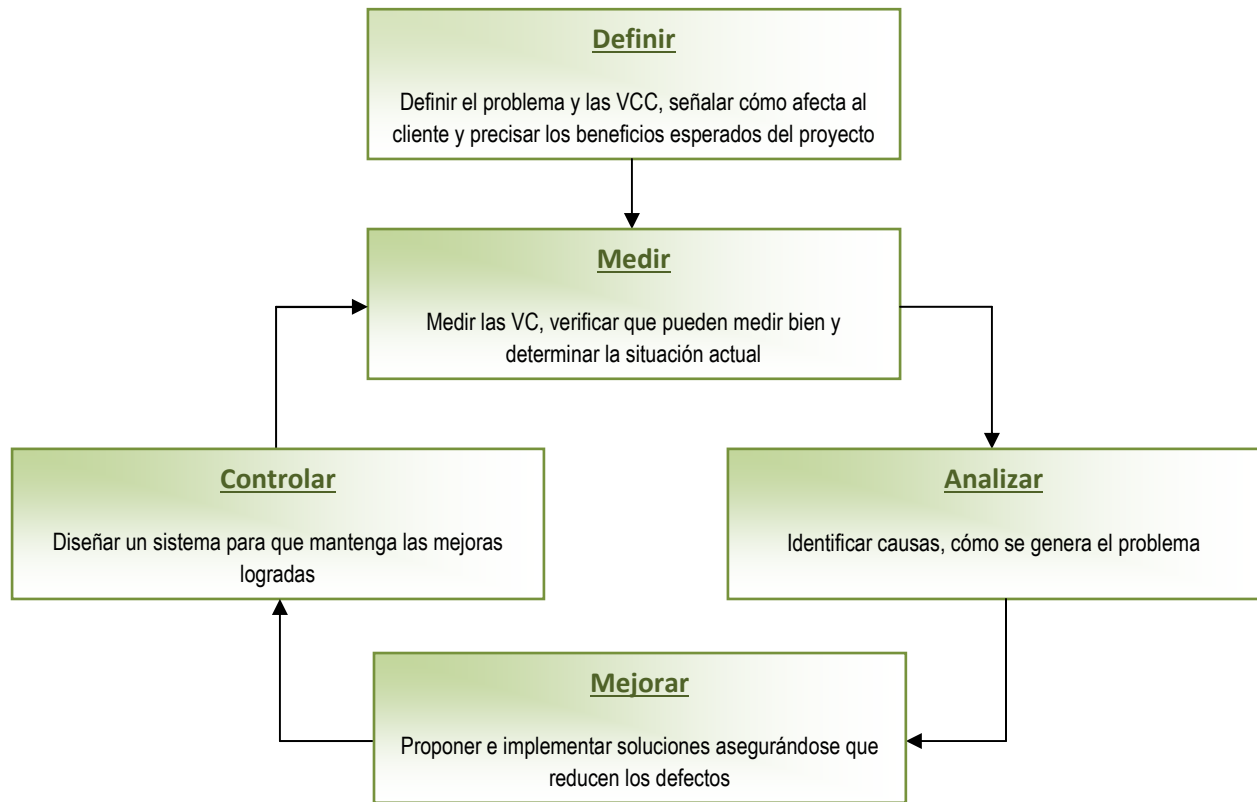 Definir
Definir el problema y las VCC, señalar cómo afecta al
cliente y precisar los beneficios esperados del proyecto
Medir
Medir las VC, verificar que pueden medir bien y
determinar la situación actual
Controlar
Diseñar un sistema para que mantenga las mejoras
logradas
Analizar
Identificar causas, cómo se genera el problema
Mejorar
Proponer e implementar soluciones asegurándose que
reducen los defectos